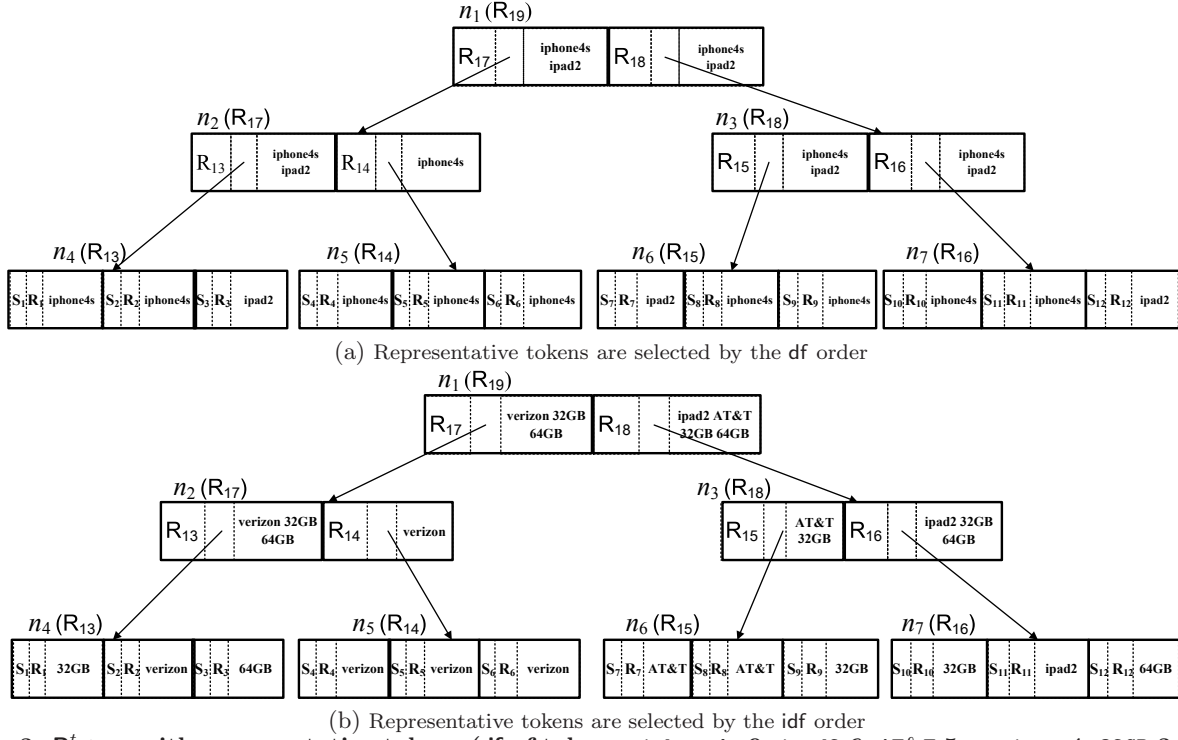 n1 (R19)
R17 iphone4s ipad2 R18 iphone4s ipad2
n2 (R17) n3 (R18)
R13 iphone4s ipad2 R14 iphone4s R15 iphone4s ipad2 R16 iphone4s ipad2
n4 (R13) n5 (R14) n6 (R15) n7 (R16)
S1 R1 iphone4s S2 R2 iphone4s S3 R3 ipad2 S4 R4 iphone4s S5 R5 iphone4s S6 R6 iphone4s S7 R7 ipad2 S8 R8 iphone4s S9 R9 iphone4s S10 R10 iphone4s S11 R11 iphone4s S12 R12 ipad2
(a) Representative tokens are selected by the df order
n1 (R19)
R17 verizon 32GB 64GB R18 ipad2 AT&T 32GB 64GB
n2 (R17) n3 (R18)
R13 verizon 32GB 64GB R14 verizon R15 AT&T 32GB R16 ipad2 32GB 64GB
n4 (R13) n5 (R14) n6 (R15) n7 (R16)
S1 R1 32GB S2 R2 verizon S3 R3 64GB S4 R4 verizon S5 R5 verizon S6 R6 verizon S7 R7 AT&T S8 R8 AT&T S9 R9 32GB S10 R10 32GB S11 R11 ipad2 S12 R12 64GB
(b) Representative tokens are selected by the idf order